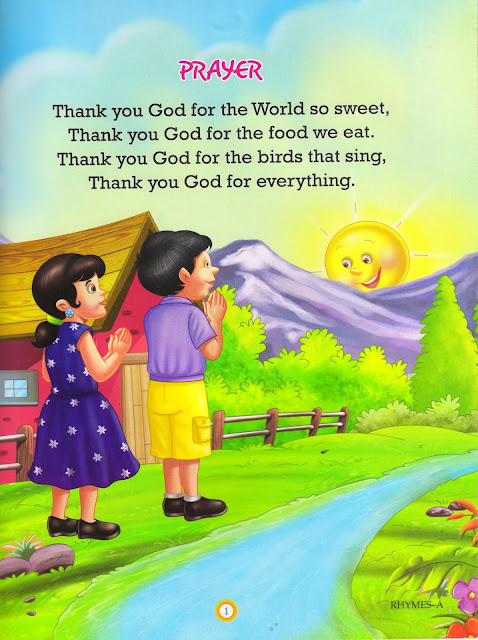 PRAYER
Thank you God for the World so sweet,
Thank you God for the food we eat.
Thank you God for the birds that sing,
Thank you God for everything.
1
RHYMES–A